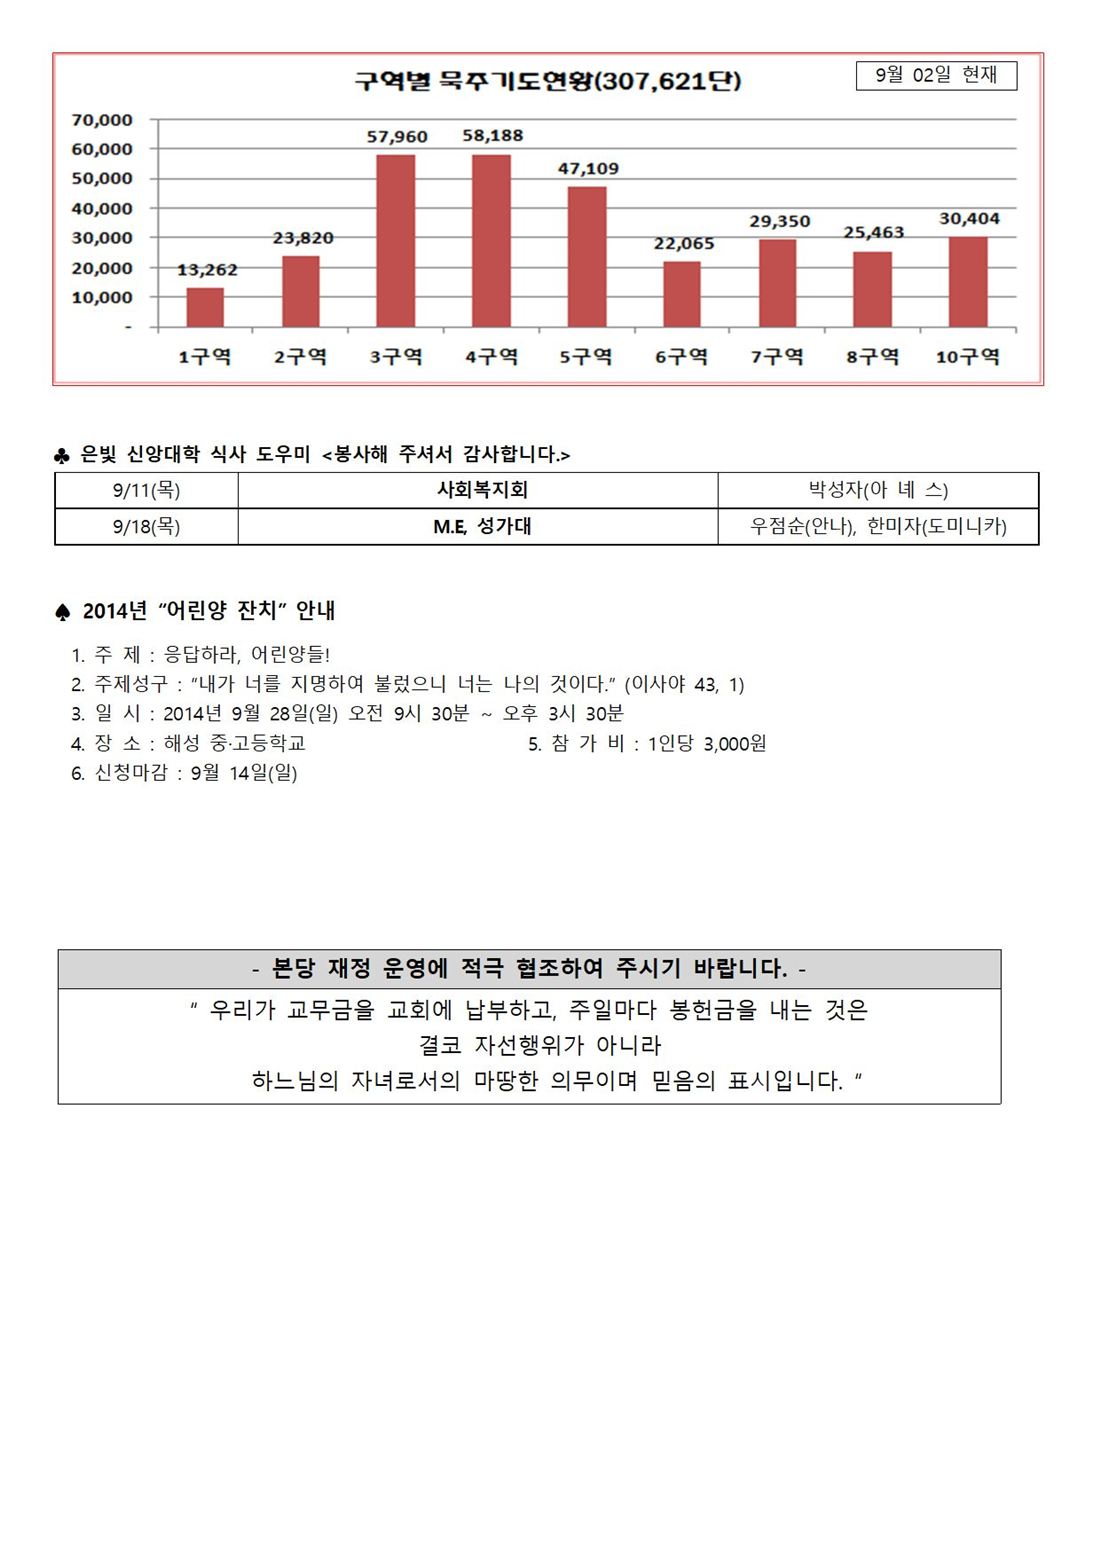 구역별 묵주기도현황(307,621단)
9월 02일 현재
70,000
60,000
50,000
40,000
30,000
20,000
10,000
-
13,262
23,820
57,960
58,188
47,109
22,065
29,350
25,463
30,404
1구역 2구역 3구역 4구역 5구역 6구역 7구역 8구역 10구역
♣ 은빛 신앙대학 식사 도우미 <봉사해 주셔서 감사합니다.>
9/11(목) 사회복지회 박성자(아 녜 스)
9/18(목) M.E, 성가대 우점순(안나), 한미자(도미니카)
♠ 2014년 “어린양 잔치” 안내
1. 주 제 : 응답하라, 어린양들!
2. 주제성구 : “내가 너를 지명하여 불렀으니 너는 나의 것이다.” (이사야 43, 1)
3. 일 시 : 2014년 9월 28일(일) 오전 9시 30분 ~ 오후 3시 30분
4. 장 소 : 해성 중·고등학교 5. 참 가 비 : 1인당 3,000원
6. 신청마감 : 9월 14일(일)
- 본당 재정 운영에 적극 협조하여 주시기 바랍니다. -
“ 우리가 교무금을 교회에 납부하고, 주일마다 봉헌금을 내는 것은
결코 자선행위가 아니라
하느님의 자녀로서의 마땅한 의무이며 믿음의 표시입니다. “